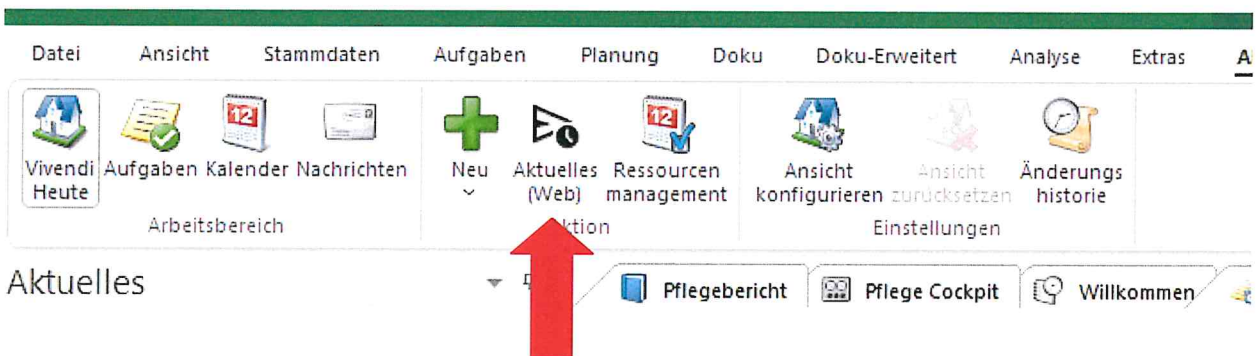 Datei Ansicht Stammdaten Aufgaben Planung Doku Doku-Erweitert Analyse Extras
12 12
Vivendi Aufgaben Kalender Nachrichten Neu Aktuelles Ressourcen Ansicht Ansicht Änderungs
Heute (Web) management konfigurieren zurücksetzen historie
Arbeitsbereich ktion Einstellungen
Aktuelles Pflegebericht Pflege Cockpit Willkommen